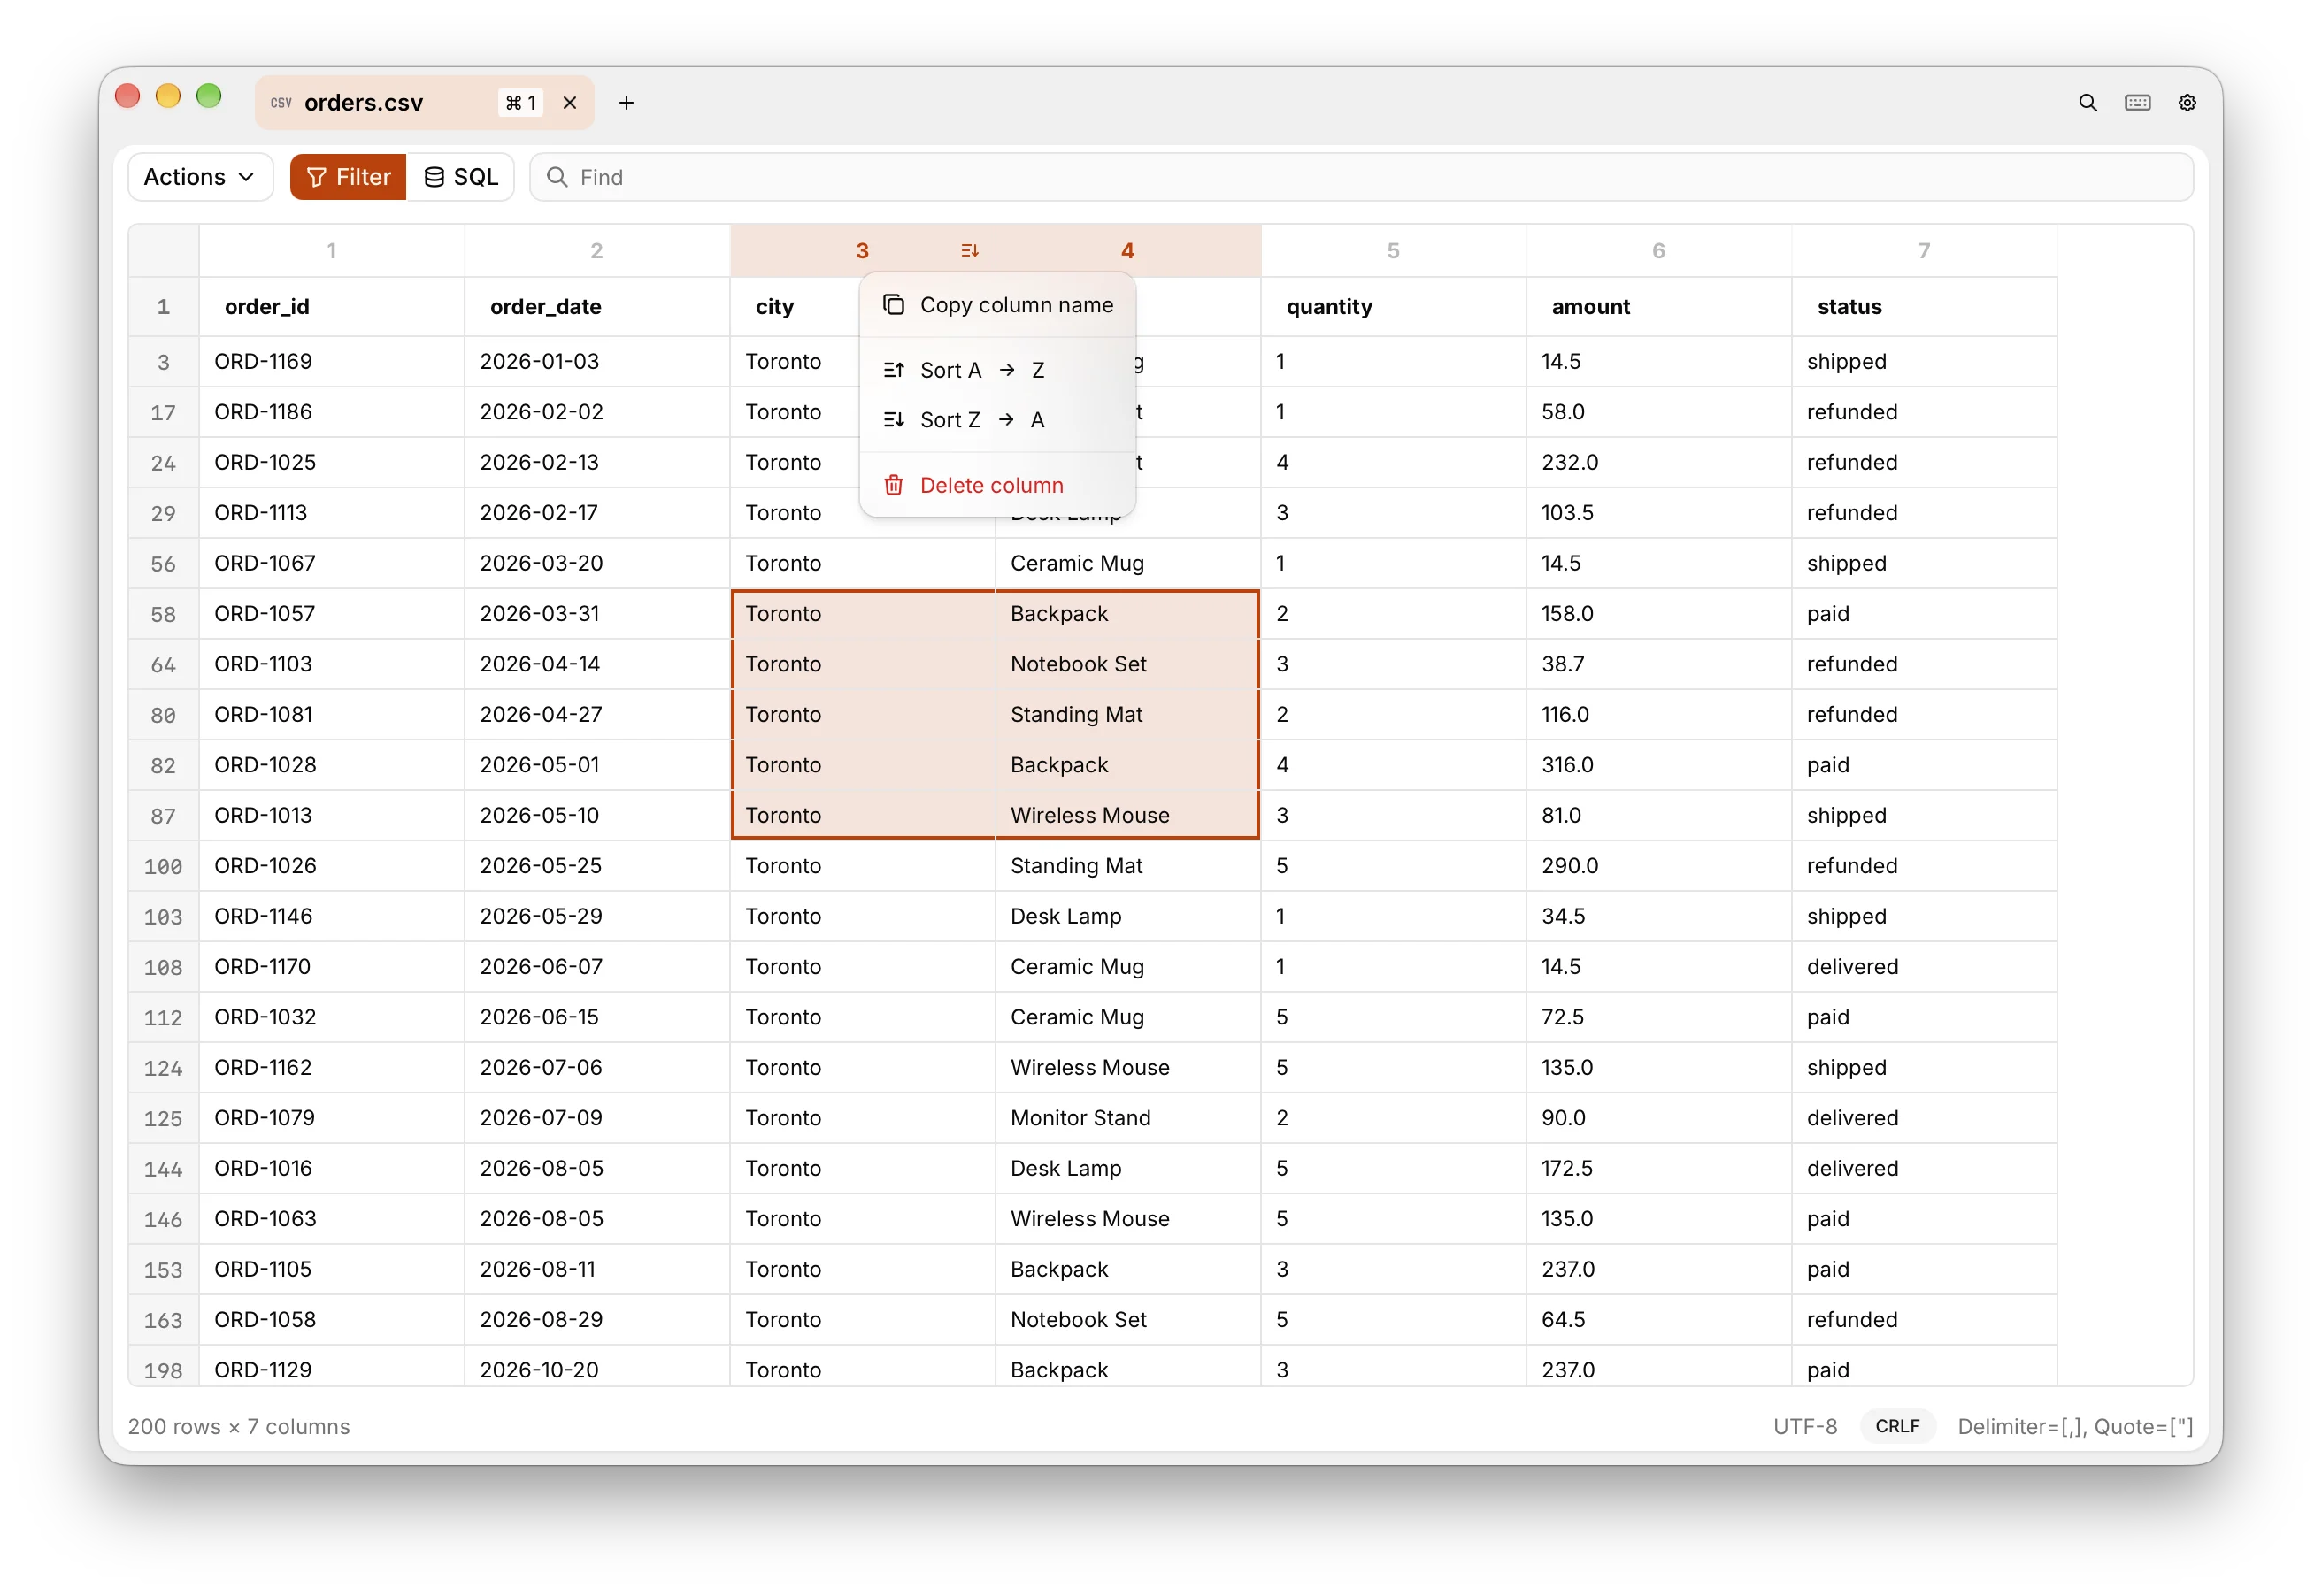 CSV orders.csv ⌘ 1
Actions Filter SQL Find
1 2 3 4 5 6 7
1 order_id order_date city quantity amount status
Copy column name
3 ORD-1169 2026-01-03 Toronto 1 14.5 shipped
Sort A → Z
17 ORD-1186 2026-02-02 Toronto 1 58.0 refunded
Sort Z → A
24 ORD-1025 2026-02-13 Toronto 4 232.0 refunded
Delete column
29 ORD-1113 2026-02-17 Toronto Desk Lamp 3 103.5 refunded
56 ORD-1067 2026-03-20 Toronto Ceramic Mug 1 14.5 shipped
58 ORD-1057 2026-03-31 Toronto Backpack 2 158.0 paid
64 ORD-1103 2026-04-14 Toronto Notebook Set 3 38.7 refunded
80 ORD-1081 2026-04-27 Toronto Standing Mat 2 116.0 refunded
82 ORD-1028 2026-05-01 Toronto Backpack 4 316.0 paid
87 ORD-1013 2026-05-10 Toronto Wireless Mouse 3 81.0 shipped
100 ORD-1026 2026-05-25 Toronto Standing Mat 5 290.0 refunded
103 ORD-1146 2026-05-29 Toronto Desk Lamp 1 34.5 shipped
108 ORD-1170 2026-06-07 Toronto Ceramic Mug 1 14.5 delivered
112 ORD-1032 2026-06-15 Toronto Ceramic Mug 5 72.5 paid
124 ORD-1162 2026-07-06 Toronto Wireless Mouse 5 135.0 shipped
125 ORD-1079 2026-07-09 Toronto Monitor Stand 2 90.0 delivered
144 ORD-1016 2026-08-05 Toronto Desk Lamp 5 172.5 delivered
146 ORD-1063 2026-08-05 Toronto Wireless Mouse 5 135.0 paid
153 ORD-1105 2026-08-11 Toronto Backpack 3 237.0 paid
163 ORD-1058 2026-08-29 Toronto Notebook Set 5 64.5 refunded
198 ORD-1129 2026-10-20 Toronto Backpack 3 237.0 paid
200 rows × 7 columns UTF-8 CRLF Delimiter=[,], Quote=["]